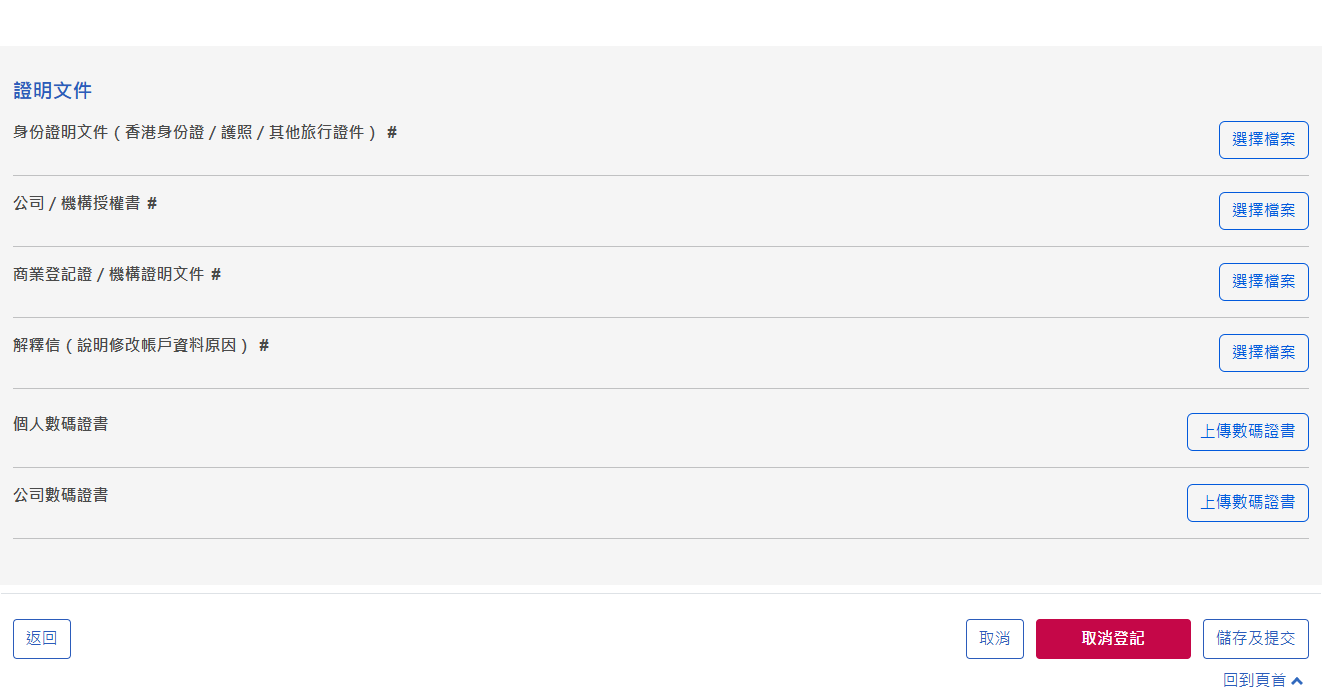 證明文件
身份證明文件 ( 香港身份證 / 護照 / 其他旅行證件 ) #
選擇檔案
公司 / 機構授權書 #
選擇檔案
商業登記證 / 機構證明文件 #
選擇檔案
解釋信 ( 說明修改帳戶資料原因 ) #
選擇檔案
個人數碼證書
上傳數碼證書
公司數碼證書
上傳數碼證書
返回
取消
取消登記
儲存及提交
回到頁首